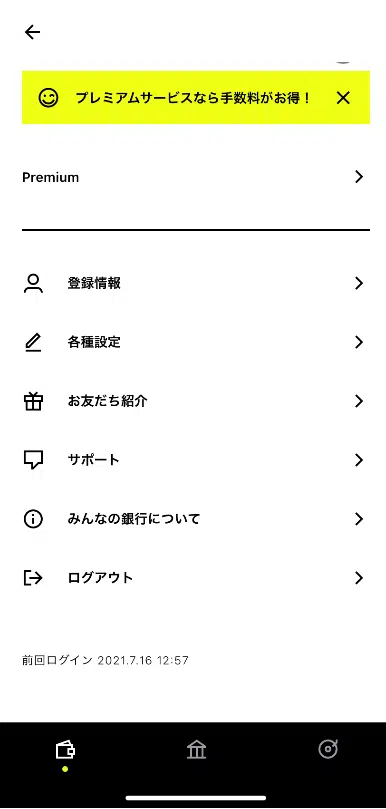 プレミアムサービスなら手数料がお得！
Premium
登録情報
各種設定
お友だち紹介
サポート
みんなの銀行について
ログアウト
前回ログイン 2021.7.16 12:57